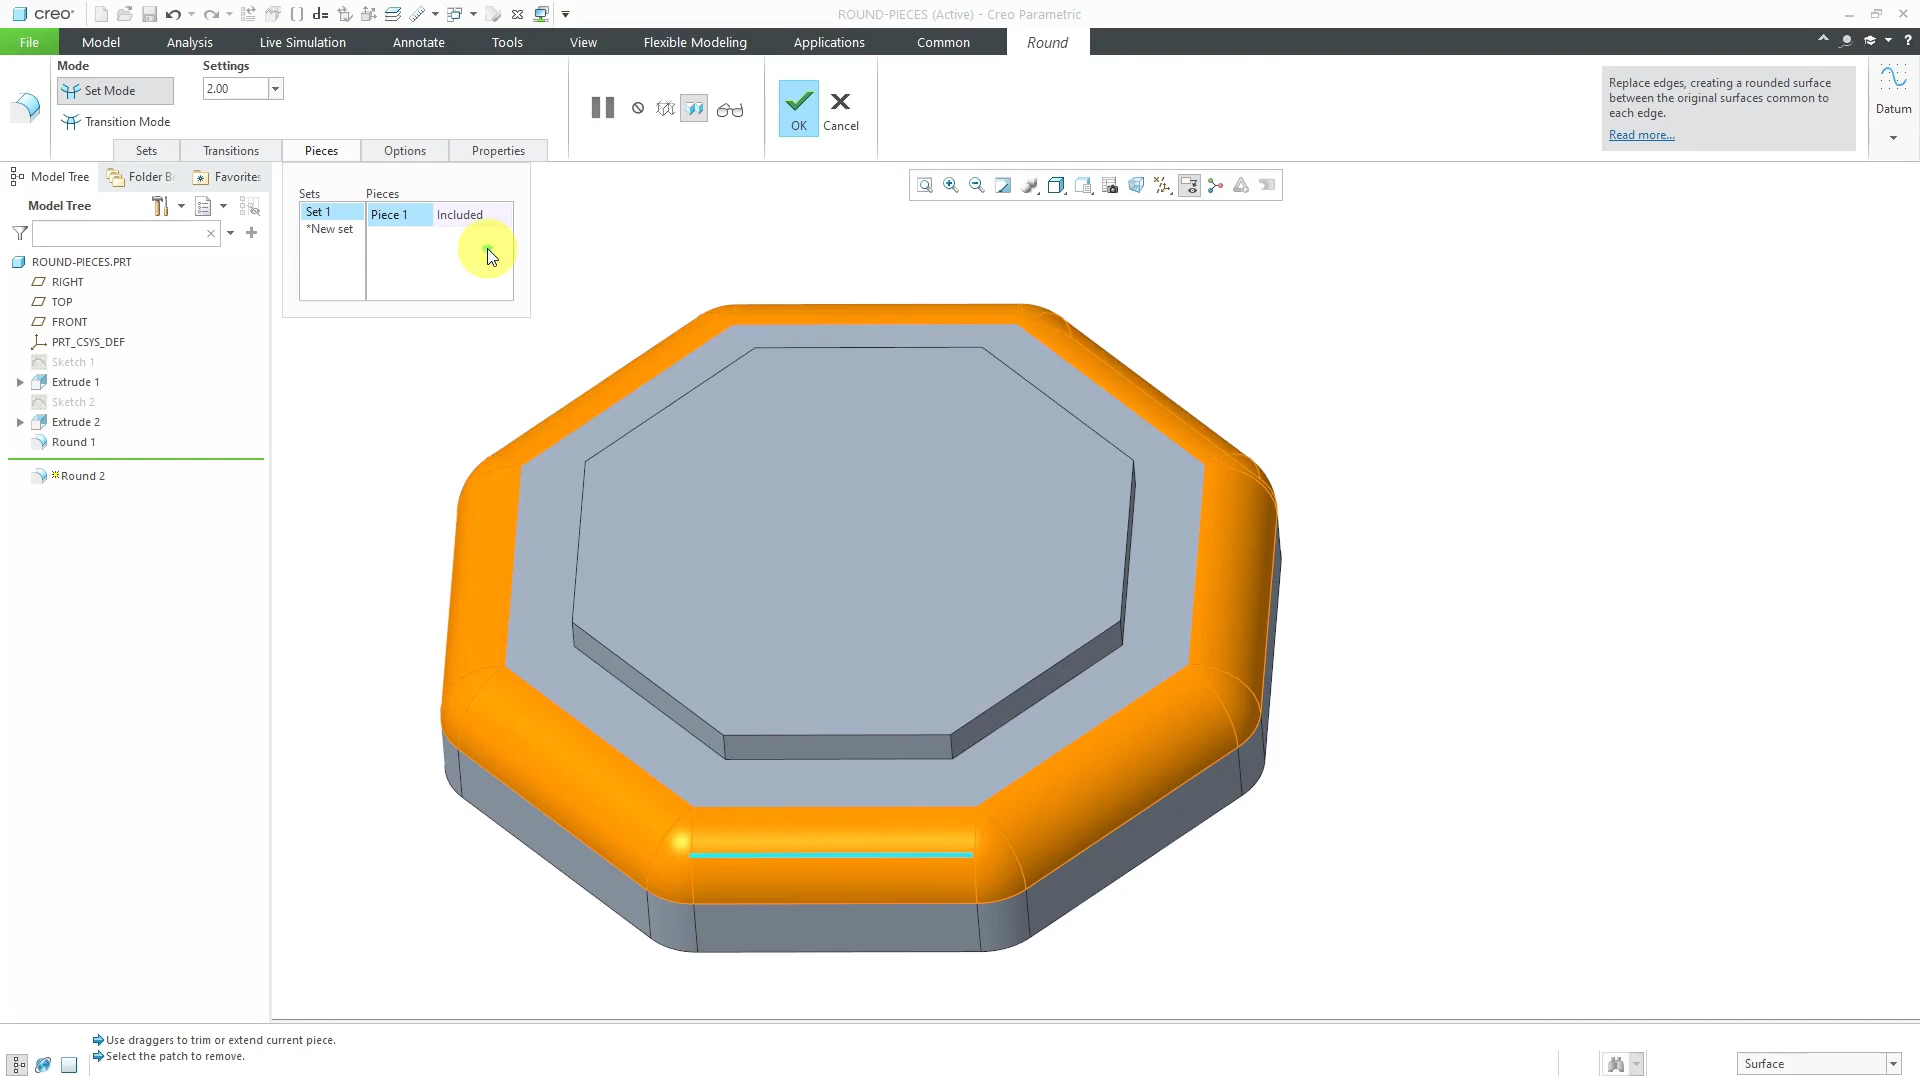 creo
ROUND-PIECES (Active) - Creo Parametric
File
Model
Analysis
Live Simulation
Annotate
Tools
View
Flexible Modeling
Applications
Common
Round
Mode
Set Mode
Transition Mode
Settings
2.00
OK
Cancel
Replace edges, creating a rounded surface
between the original surfaces common to
each edge.
Read more...
Datum
Sets
Transitions
Pieces
Options
Properties
Model Tree
Folder B
Favorites
Model Tree
ROUND-PIECES.PRT
RIGHT
TOP
FRONT
PRT_CSYS_DEF
Sketch 1
Extrude 1
Sketch 2
Extrude 2
Round 1
Round 2
Sets
Pieces
Set 1
*New set
Piece 1
Included
Use draggers to trim or extend current piece.
Select the patch to remove.
Surface